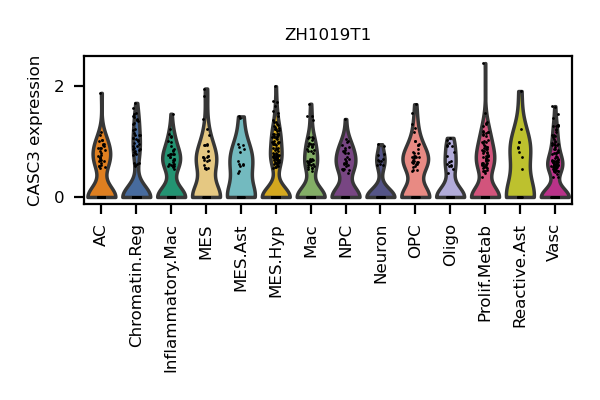 ZH1019T1
CASC3 expression
2
0
AC
Chromatin.Reg
Inflammatory.Mac
MES
MES.Ast
MES.Hyp
Mac
NPC
Neuron
OPC
Oligo
Prolif.Metab
Reactive.Ast
Vasc